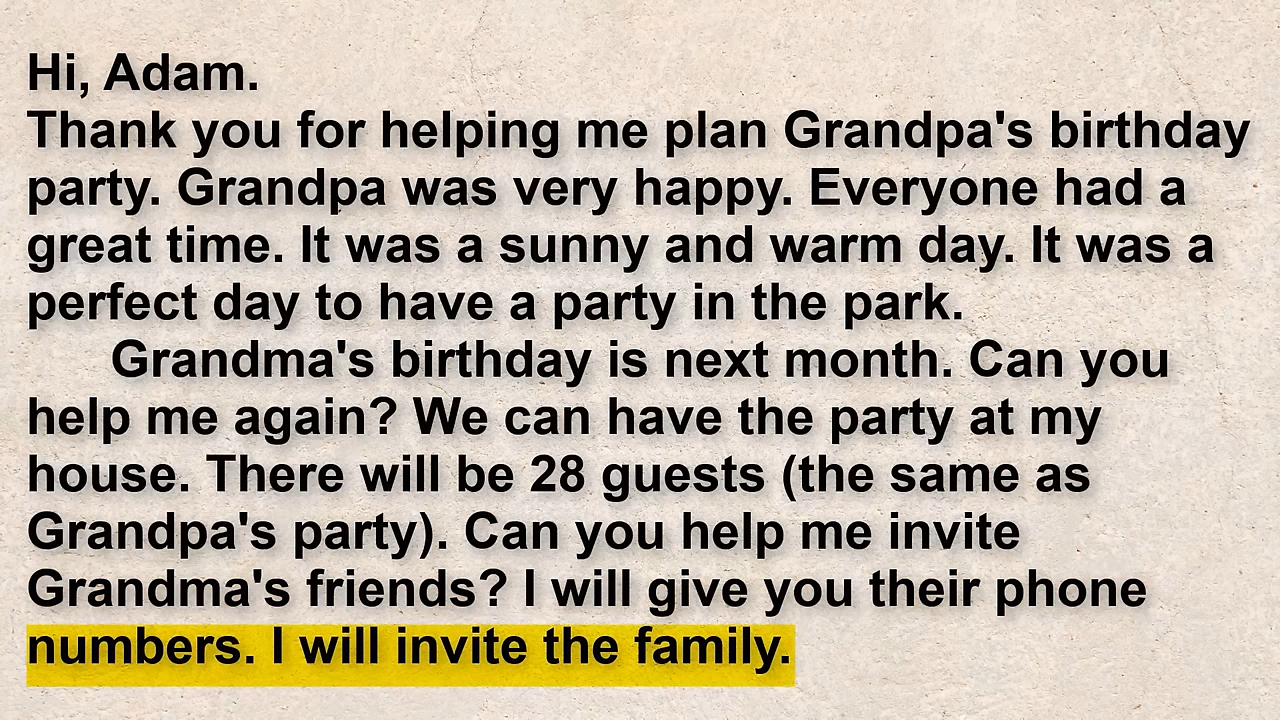 Hi, Adam.
Thank you for helping me plan Grandpa's birthday
party. Grandpa was very happy. Everyone had a
great time. It was a sunny and warm day. It was a
perfect day to have a party in the park.
Grandma's birthday is next month. Can you
help me again? We can have the party at my
house. There will be 28 guests (the same as
Grandpa's party). Can you help me invite
Grandma's friends? I will give you their phone
numbers. I will invite the family.